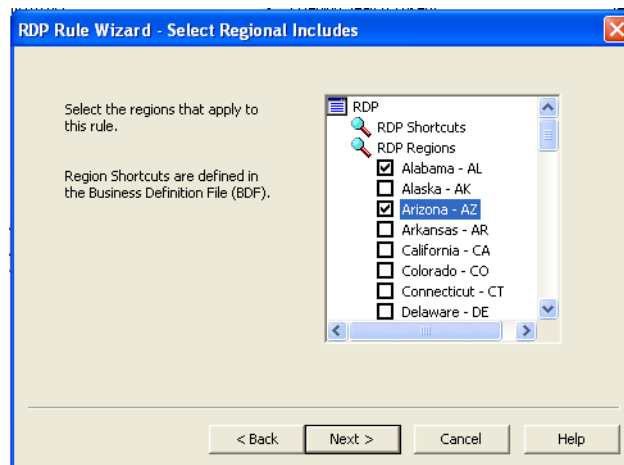 RDP Rule Wizard - Select Regional Includes
Select the regions that apply to
this rule.
Region Shortcuts are defined in
the Business Definition File (BDF).
RDP
RDP Shortcuts
RDP Regions
Alabama - AL
Alaska - AK
Arizona - AZ
Arkansas - AR
California - CA
Colorado - CO
Connecticut - CT
Delaware - DE
< Back
Next >
Cancel
Help